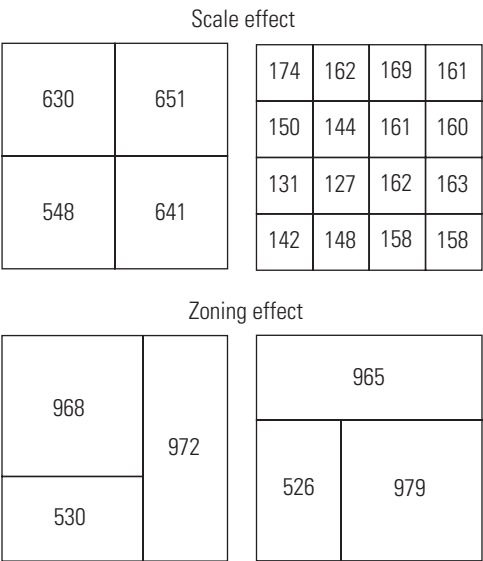 Scale effect
630 651
548 641
174 162 169 161
150 144 161 160
131 127 162 163
142 148 158 158
Zoning effect
968
972
530
965
526 979